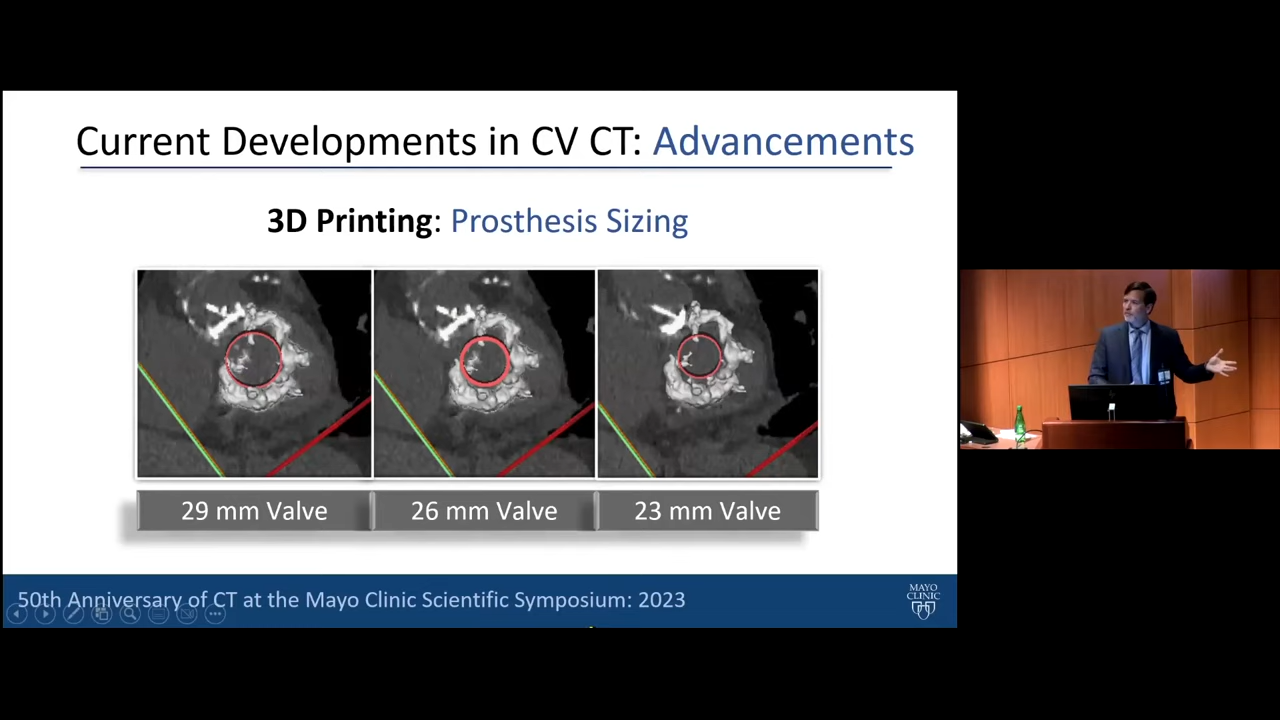 Current Developments in CV CT: Advancements
3D Printing: Prosthesis Sizing
29 mm Valve
26 mm Valve
23 mm Valve
50th Anniversary of CT at the Mayo Clinic Scientific Symposium: 2023
MAYO
CLINIC